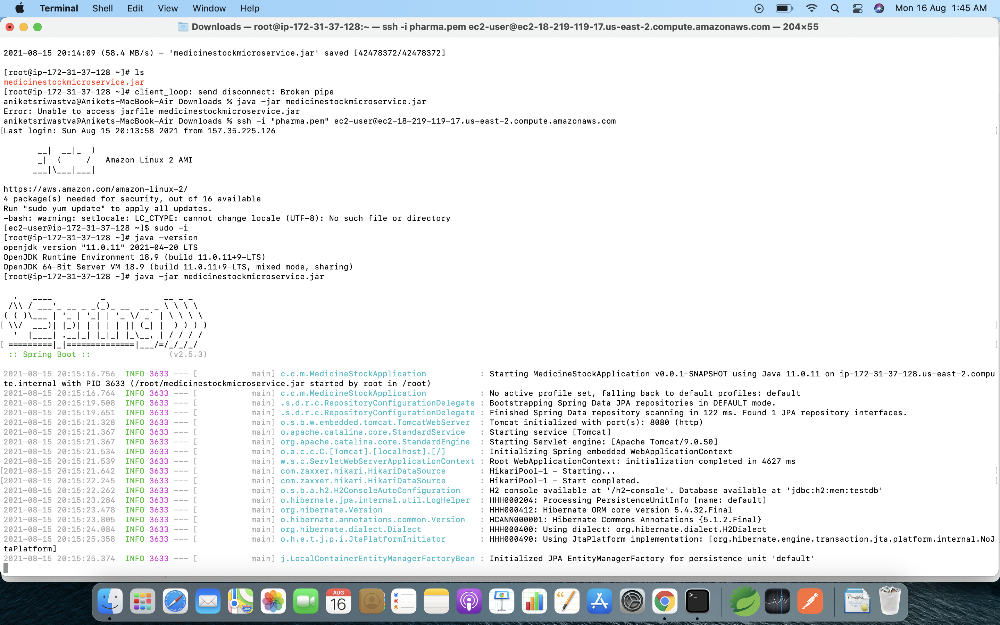 Terminal Shell Edit View Window Help Mon 16 Aug 1:45 AM
Downloads — root@ip-172-31-37-128:~ — ssh -i pharma.pem ec2-user@ec2-18-219-119-17.us-east-2.compute.amazonaws.com — 204×55
2021-08-15 20:14:09 (58.4 MB/s) - 'medicinestockmicroservice.jar' saved [42478372/42478372]
[root@ip-172-31-37-128 ~]# ls
medicinestockmicroservice.jar
[root@ip-172-31-37-128 ~]# client_loop: send disconnect: Broken pipe
aniketsriwastva@Anikets-MacBook-Air Downloads % java -jar medicinestockmicroservice.jar
Error: Unable to access jarfile medicinestockmicroservice.jar
aniketsriwastva@Anikets-MacBook-Air Downloads % ssh -i "pharma.pem" ec2-user@ec2-18-219-119-17.us-east-2.compute.amazonaws.com
[Last login: Sun Aug 15 20:13:58 2021 from 157.35.225.126 ]
       __|  __|_  )
       _|  (     /   Amazon Linux 2 AMI
      ___|\___|___|
https://aws.amazon.com/amazon-linux-2/
4 package(s) needed for security, out of 16 available
Run "sudo yum update" to apply all updates.
-bash: warning: setlocale: LC_CTYPE: cannot change locale (UTF-8): No such file or directory
[ec2-user@ip-172-31-37-128 ~]$ sudo -i
[root@ip-172-31-37-128 ~]# java -version
openjdk version "11.0.11" 2021-04-20 LTS
OpenJDK Runtime Environment 18.9 (build 11.0.11+9-LTS)
OpenJDK 64-Bit Server VM 18.9 (build 11.0.11+9-LTS, mixed mode, sharing)
[root@ip-172-31-37-128 ~]# java -jar medicinestockmicroservice.jar
  .   ____          _            __ _ _
 /\\ / ___'_ __ _ _(_)_ __  __ _ \ \ \ \
( ( )\___ | '_ | '_| | '_ \/ _` | \ \ \ \
[ \\/  ___)| |_)| | | | | || (_| |  ) ) ) ) ]
  '  |____| .__|_| |_|_| |_\__, | / / / /
[ =========|_|==============|___/=/_/_/_/ ]
 :: Spring Boot ::                (v2.5.3)
2021-08-15 20:15:16.756  INFO 3633 --- [           main] c.c.m.MedicineStockApplication           : Starting MedicineStockApplication v0.0.1-SNAPSHOT using Java 11.0.11 on ip-172-31-37-128.us-east-2.compu
te.internal with PID 3633 (/root/medicinestockmicroservice.jar started by root in /root)
2021-08-15 20:15:16.764  INFO 3633 --- [           main] c.c.m.MedicineStockApplication           : No active profile set, falling back to default profiles: default
2021-08-15 20:15:19.508  INFO 3633 --- [           main] .s.d.r.c.RepositoryConfigurationDelegate : Bootstrapping Spring Data JPA repositories in DEFAULT mode.
2021-08-15 20:15:19.651  INFO 3633 --- [           main] .s.d.r.c.RepositoryConfigurationDelegate : Finished Spring Data repository scanning in 122 ms. Found 1 JPA repository interfaces.
2021-08-15 20:15:21.328  INFO 3633 --- [           main] o.s.b.w.embedded.tomcat.TomcatWebServer  : Tomcat initialized with port(s): 8080 (http)
2021-08-15 20:15:21.367  INFO 3633 --- [           main] o.apache.catalina.core.StandardService   : Starting service [Tomcat]
2021-08-15 20:15:21.367  INFO 3633 --- [           main] org.apache.catalina.core.StandardEngine  : Starting Servlet engine: [Apache Tomcat/9.0.50]
2021-08-15 20:15:21.534  INFO 3633 --- [           main] o.a.c.c.C.[Tomcat].[localhost].[/]       : Initializing Spring embedded WebApplicationContext
2021-08-15 20:15:21.539  INFO 3633 --- [           main] w.s.c.ServletWebServerApplicationContext : Root WebApplicationContext: initialization completed in 4627 ms
[2021-08-15 20:15:21.642  INFO 3633 --- [           main] com.zaxxer.hikari.HikariDataSource       : HikariPool-1 - Starting... ]
[2021-08-15 20:15:22.245  INFO 3633 --- [           main] com.zaxxer.hikari.HikariDataSource       : HikariPool-1 - Start completed. ]
2021-08-15 20:15:22.262  INFO 3633 --- [           main] o.s.b.a.h2.H2ConsoleAutoConfiguration    : H2 console available at '/h2-console'. Database available at 'jdbc:h2:mem:testdb'
2021-08-15 20:15:23.284  INFO 3633 --- [           main] o.hibernate.jpa.internal.util.LogHelper  : HHH000204: Processing PersistenceUnitInfo [name: default]
2021-08-15 20:15:23.478  INFO 3633 --- [           main] org.hibernate.Version                    : HHH000412: Hibernate ORM core version 5.4.32.Final
2021-08-15 20:15:23.805  INFO 3633 --- [           main] o.hibernate.annotations.common.Version   : HCANN000001: Hibernate Commons Annotations {5.1.2.Final}
2021-08-15 20:15:24.084  INFO 3633 --- [           main] org.hibernate.dialect.Dialect            : HHH000400: Using dialect: org.hibernate.dialect.H2Dialect
2021-08-15 20:15:25.358  INFO 3633 --- [           main] o.h.e.t.j.p.i.JtaPlatformInitiator       : HHH000490: Using JtaPlatform implementation: [org.hibernate.engine.transaction.jta.platform.internal.NoJ
taPlatform]
2021-08-15 20:15:25.374  INFO 3633 --- [           main] j.LocalContainerEntityManagerFactoryBean : Initialized JPA EntityManagerFactory for persistence unit 'default'
AUG
16
280
>_